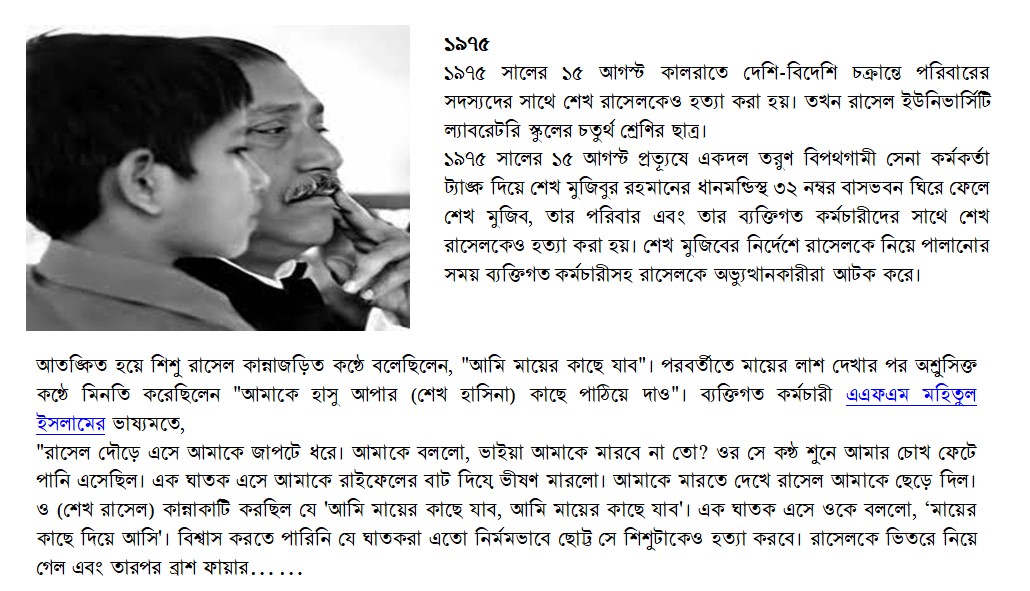 ১৯৭৫
১৯৭৫ সালের ১৫ আগস্ট কালরাতে দেশি-বিদেশি চক্রান্তে পরিবারের
সদস্যদের সাথে শেখ রাসেলকেও হত্যা করা হয়। তখন রাসেল ইউনিভার্সিটি
ল্যাবরেটরি স্কুলের চতুর্থ শ্রেণির ছাত্র।
১৯৭৫ সালের ১৫ আগস্ট প্রত্যূষে একদল তরুণ বিপথগামী সেনা কর্মকর্তা
ট্যাঙ্ক দিয়ে শেখ মুজিবুর রহমানের ধানমন্ডিস্থ ৩২ নম্বর বাসভবন ঘিরে ফেলে
শেখ মুজিব, তার পরিবার এবং তার ব্যক্তিগত কর্মচারীদের সাথে শেখ
রাসেলকেও হত্যা করা হয়। শেখ মুজিবের নির্দেশে রাসেলকে নিয়ে পালানোর
সময় ব্যক্তিগত কর্মচারীসহ রাসেলকে অভ্যুত্থানকারীরা আটক করে।
আতঙ্কিত হয়ে শিশু রাসেল কান্নাজড়িত কণ্ঠে বলেছিলেন, "আমি মায়ের কাছে যাব"। পরবর্তীতে মায়ের লাশ দেখার পর অশ্রুসিক্ত
কণ্ঠে মিনতি করেছিলেন "আমাকে হাসু আপার (শেখ হাসিনা) কাছে পাঠিয়ে দাও"। ব্যক্তিগত কর্মচারী এএফএম মহিতুল
ইসলামের ভাষ্যমতে,
"রাসেল দৌড়ে এসে আমাকে জাপটে ধরে। আমাকে বললো, ভাইয়া আমাকে মারবে না তো? ওর সে কণ্ঠ শুনে আমার চোখ ফেটে
পানি এসেছিল। এক ঘাতক এসে আমাকে রাইফেলের বাট দিয়ে ভীষণ মারলো। আমাকে মারতে দেখে রাসেল আমাকে ছেড়ে দিল।
ও (শেখ রাসেল) কান্নাকাটি করছিল যে 'আমি মায়ের কাছে যাব, আমি মায়ের কাছে যাব'। এক ঘাতক এসে ওকে বললো, ‘মায়ের
কাছে দিয়ে আসি'। বিশ্বাস করতে পারিনি যে ঘাতকরা এতো নির্মমভাবে ছোট্ট সে শিশুটাকেও হত্যা করবে। রাসেলকে ভিতরে নিয়ে
গেল এবং তারপর ব্রাশ ফায়ার... ...